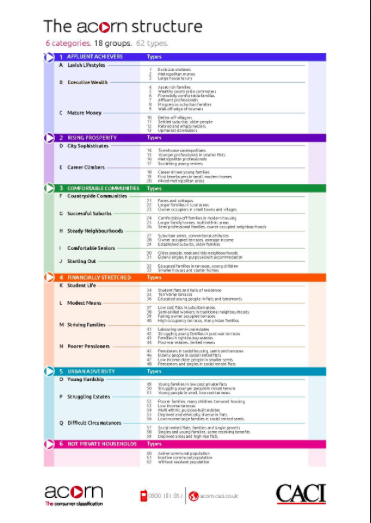 The acorn structure
6 categories. 18 groups. 62 types.
1 AFFLUENT ACHIEVERS Types
A Lavish Lifestyles
1 Exclusive enclaves
2 Metropolitan money
3 Large house luxury
B Executive Wealth
4 Asset rich families
5 Wealthy countryside commuters
6 Financially comfortable families
7 Affluent professionals
8 Prosperous suburban families
9 Well-off edge of towners
C Mature Money
10 Better-off villagers
11 Settled suburbia, older people
12 Retired and empty nesters
13 Upmarket downsizers
2 RISING PROSPERITY Types
D City Sophisticates
14 Townhouse cosmopolitans
15 Younger professionals in smaller flats
16 Metropolitan professionals
17 Socialising young renters
E Career Climbers
18 Career driven young families
19 First time buyers in small, modern homes
20 Mixed metropolitan areas
3 COMFORTABLE COMMUNITIES Types
F Countryside Communities
21 Farms and cottages
22 Larger families in rural areas
23 Owner occupiers in small towns and villages
G Successful Suburbs
24 Comfortably-off families in modern housing
25 Larger family homes, multi-ethnic areas
26 Semi-professional families, owner occupied neighbourhoods
H Steady Neighbourhoods
27 Suburban semis, conventional attitudes
28 Owner occupied terraces, average income
29 Established suburbs, older families
I Comfortable Seniors
30 Older people, neat and tidy neighbourhoods
31 Elderly singles in purpose-built accommodation
J Starting Out
32 Educated families in terraces, young children
33 Smaller houses and starter homes
4 FINANCIALLY STRETCHED Types
K Student Life
34 Student flats and halls of residence
35 Term-time terraces
36 Educated young people in flats and tenements
L Modest Means
37 Low cost flats in suburban areas
38 Semi-skilled workers in traditional neighbourhoods
39 Fading owner occupied terraces
40 High occupancy terraces, many Asian families
M Striving Families
41 Labouring semi-rural estates
42 Struggling young families in post-war terraces
43 Families in right-to-buy estates
44 Post-war estates, limited means
N Poorer Pensioners
45 Pensioners in social housing, semis and terraces
46 Elderly people in social rented flats
47 Low income older people in smaller semis
48 Pensioners and singles in social rented flats
5 URBAN ADVERSITY Types
O Young Hardship
49 Young families in low cost private flats
50 Struggling younger people in mixed tenure
51 Young people in small, low cost terraces
P Struggling Estates
52 Poorer families, many children, terraced housing
53 Low income terraces
54 Multi-ethnic, purpose-built estates
55 Deprived and ethnically diverse in flats
56 Low income large families in social rented semis
Q Difficult Circumstances
57 Social rented flats, families and single parents
58 Singles and young families, some receiving benefits
59 Deprived areas and high-rise flats
6 NOT PRIVATE HOUSEHOLDS Types
60 Active communal population
61 Inactive communal population
62 Without resident population
acorn
The consumer classification
acorn.caci.co.uk
CACI